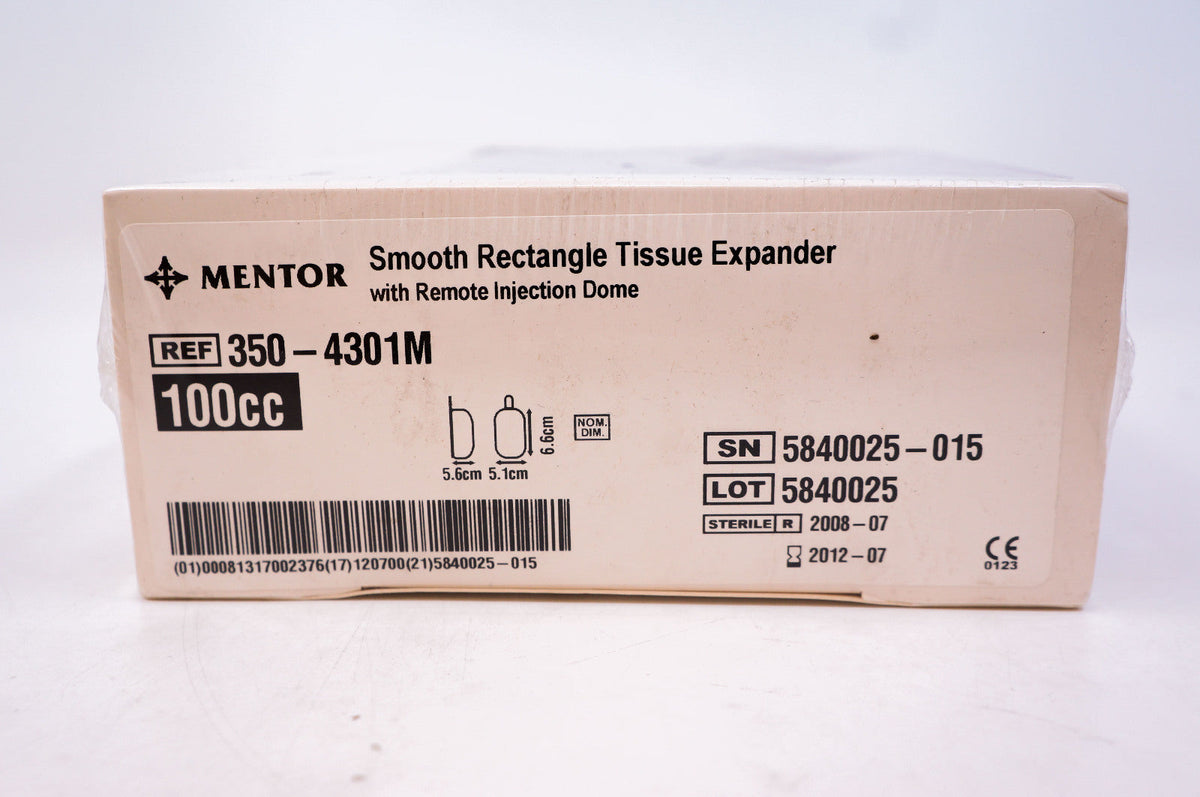 MENTOR
Smooth Rectangle Tissue Expander
with Remote Injection Dome
REF 350-4301M
100cc
6.6cm
5.6cm 5.1cm
NOM.
DIM.
SN 5840025-015
LOT 5840025
STERILE R 2008-07
2012-07
CE
0123
(01)00081317002376(17)120700(21)5840025-015